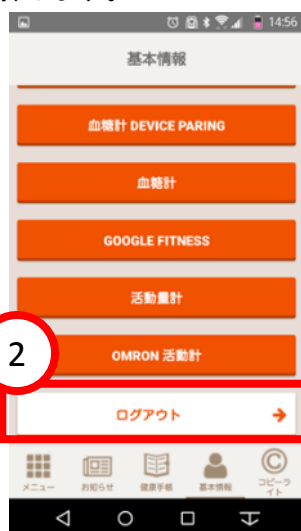 14:56
基本情報
血糖計 DEVICE PARING
血糖計
GOOGLE FITNESS
活動量計
OMRON 活動計
2
ログアウト
メニュー
お知らせ
健康手帳
基本情報
コピーラ
イト